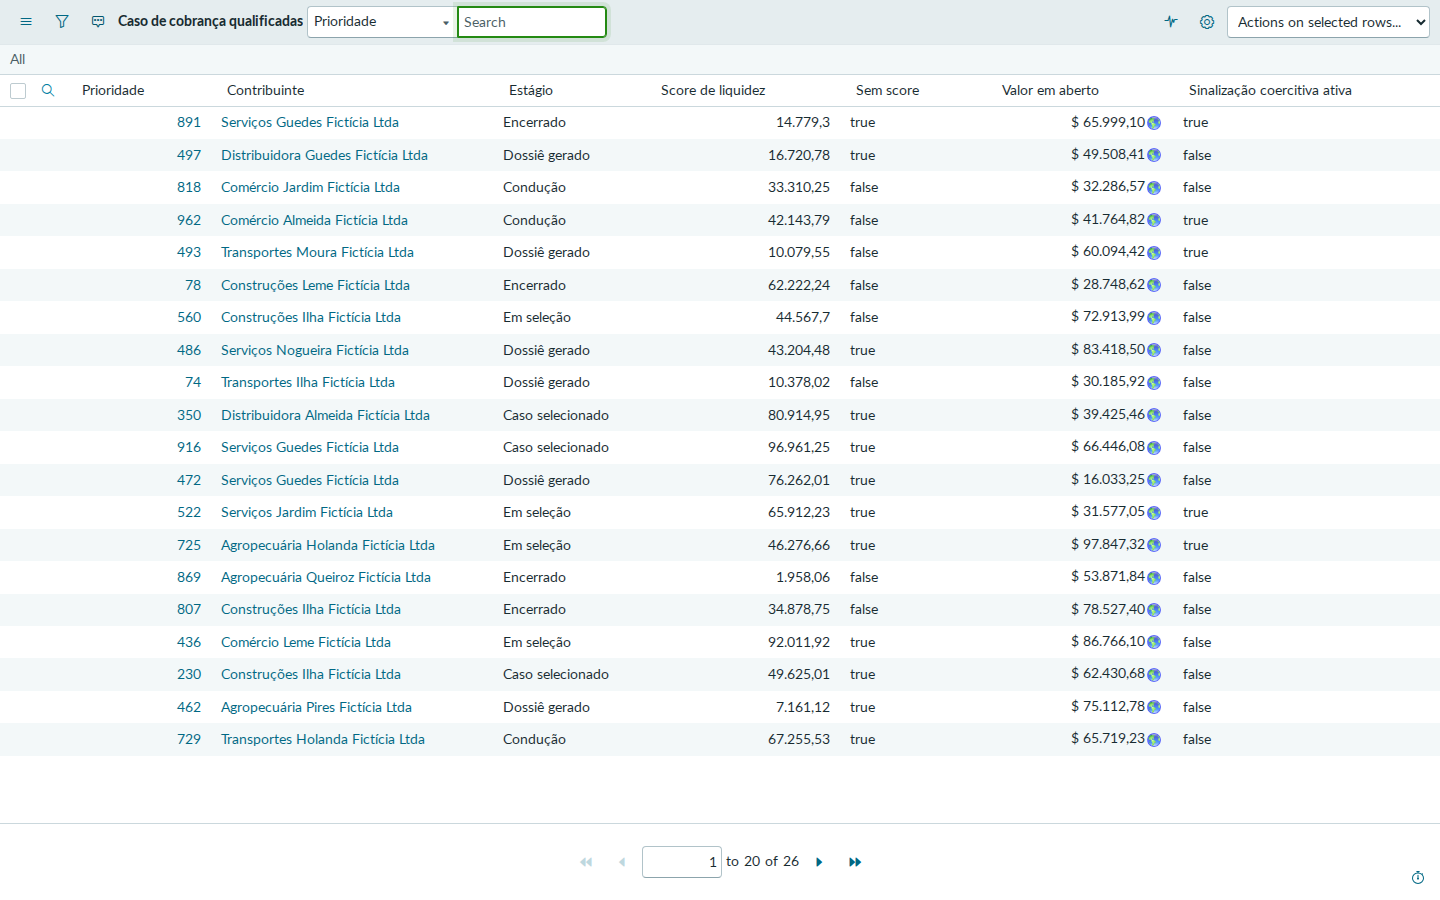 Caso de cobrança qualificadas Prioridade Search Actions on selected rows...
All
Prioridade Contribuinte Estágio Score de liquidez Sem score Valor em aberto Sinalização coercitiva ativa
891 Serviços Guedes Fictícia Ltda Encerrado 14.779,3 true $ 65.999,10 true
497 Distribuidora Guedes Fictícia Ltda Dossiê gerado 16.720,78 true $ 49.508,41 false
818 Comércio Jardim Fictícia Ltda Condução 33.310,25 false $ 32.286,57 false
962 Comércio Almeida Fictícia Ltda Condução 42.143,79 false $ 41.764,82 true
493 Transportes Moura Fictícia Ltda Dossiê gerado 10.079,55 true $ 60.094,42 true
78 Construções Leme Fictícia Ltda Encerrado 62.222,24 false $ 28.748,62 false
560 Construções Ilha Fictícia Ltda Em seleção 44.567,7 false $ 72.913,99 false
486 Serviços Nogueira Fictícia Ltda Dossiê gerado 43.204,48 true $ 83.418,50 false
74 Transportes Ilha Fictícia Ltda Dossiê gerado 10.378,02 false $ 30.185,92 false
350 Distribuidora Almeida Fictícia Ltda Caso selecionado 80.914,95 true $ 39.425,46 false
916 Serviços Guedes Fictícia Ltda Caso selecionado 96.961,25 true $ 66.446,08 false
472 Serviços Guedes Fictícia Ltda Dossiê gerado 76.262,01 true $ 16.033,25 false
522 Serviços Jardim Fictícia Ltda Em seleção 65.912,23 true $ 31.577,05 true
725 Agropecuária Holanda Fictícia Ltda Em seleção 46.276,66 true $ 97.847,32 true
869 Agropecuária Queiroz Fictícia Ltda Encerrado 1.958,06 false $ 53.871,84 false
807 Construções Ilha Fictícia Ltda Encerrado 34.878,75 false $ 78.527,40 false
436 Comércio Leme Fictícia Ltda Em seleção 92.011,92 true $ 86.766,10 false
230 Construções Ilha Fictícia Ltda Caso selecionado 49.625,01 true $ 62.430,68 false
462 Agropecuária Pires Fictícia Ltda Dossiê gerado 7.161,12 true $ 75.112,78 false
729 Transportes Holanda Fictícia Ltda Condução 67.255,53 true $ 65.719,23 false
1 to 20 of 26